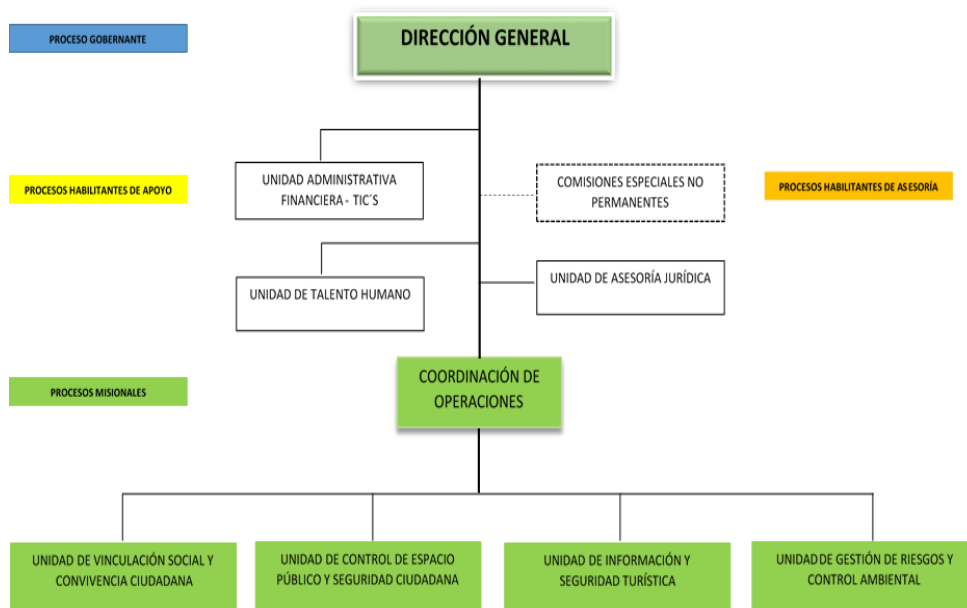 PROCESO GOBERNANTE
DIRECCIÓN GENERAL
PROCESOS HABILITANTES DE APOYO
UNIDAD ADMINISTRATIVA
FINANCIERA - TIC´S
COMISIONES ESPECIALES NO
PERMANENTES
PROCESOS HABILITANTES DE ASESORÍA
UNIDAD DE TALENTO HUMANO
UNIDAD DE ASESORÍA JURÍDICA
PROCESOS MISIONALES
COORDINACIÓN DE
OPERACIONES
UNIDAD DE VINCULACIÓN SOCIAL Y
CONVIVENCIA CIUDADANA
UNIDAD DE CONTROL DE ESPACIO
PÚBLICO Y SEGURIDAD CIUDADANA
UNIDAD DE INFORMACIÓN Y
SEGURIDAD TURÍSTICA
UNIDAD DE GESTIÓN DE RIESGOS Y
CONTROL AMBIENTAL